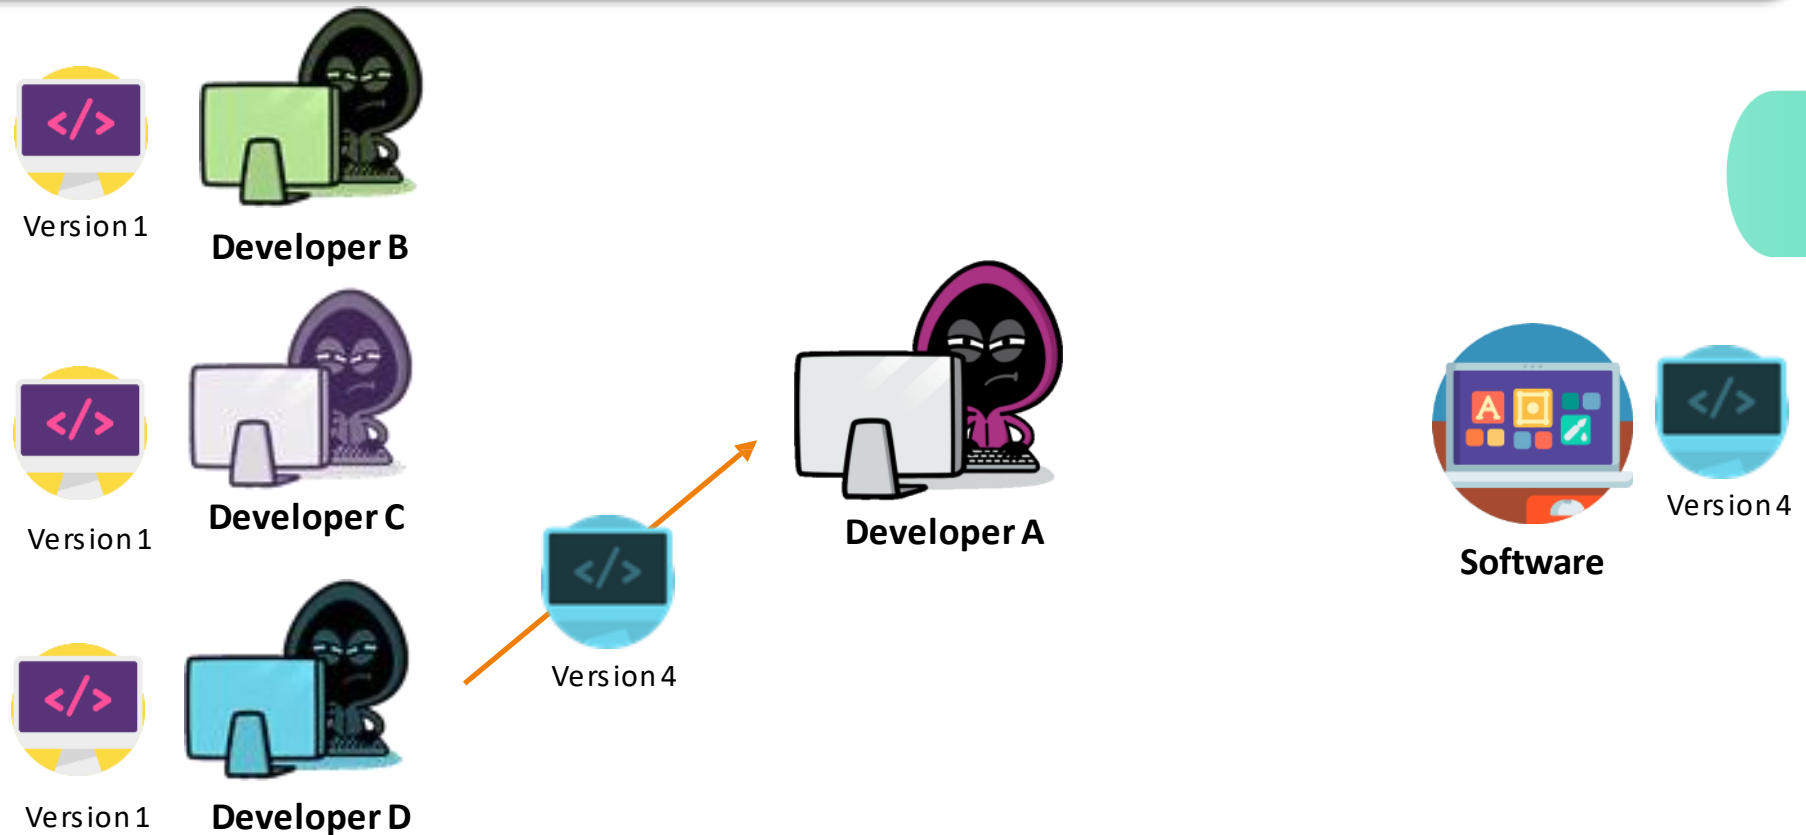 </>
Version 1
Developer B
</>
Version 1
Developer C
</>
Version 1
Developer D
</>
Version 4
Developer A
A
Software
</>
Version 4